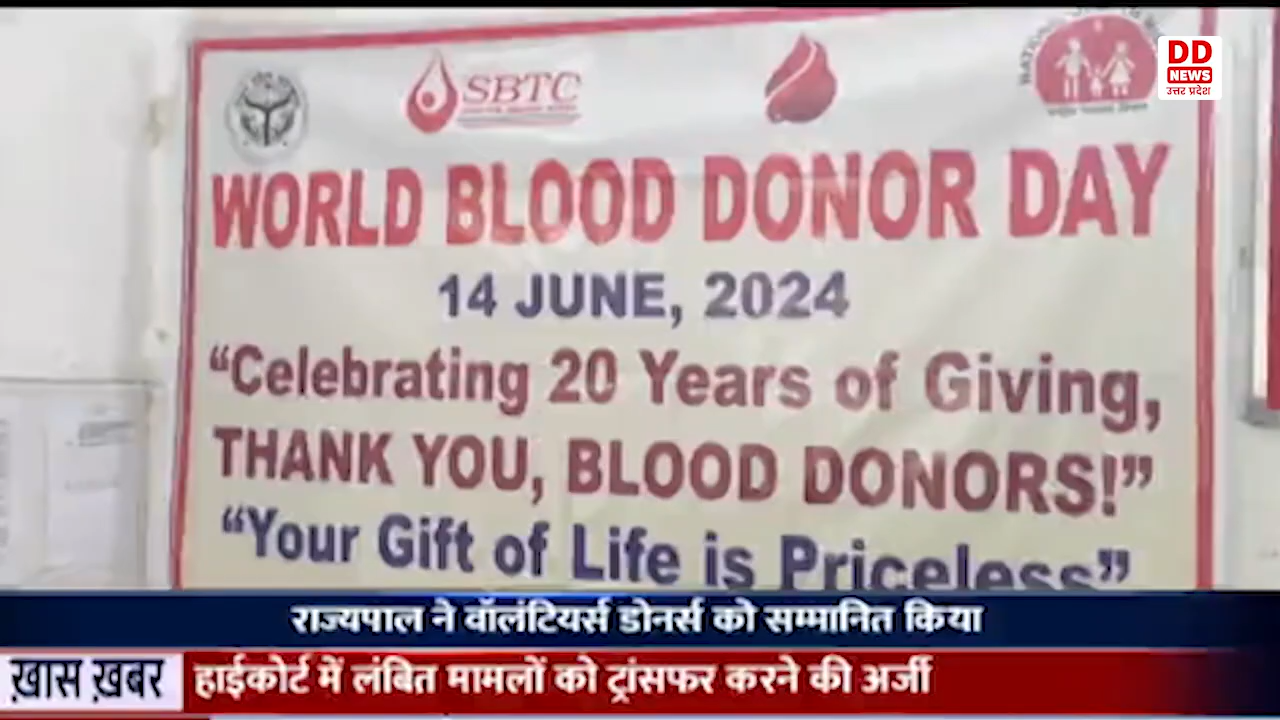 DD
NEWS
उत्तर प्रदेश
SBTC
WORLD BLOOD DONOR DAY
14 JUNE, 2024
“Celebrating 20 Years of Giving,
THANK YOU, BLOOD DONORS!”
“Your Gift of Life is Priceless”
राज्यपाल ने वॉलंटियर्स डोनर्स को सम्मानित किया
ख़ास ख़बर
हाईकोर्ट में लंबित मामलों को ट्रांसफर करने की अर्जी